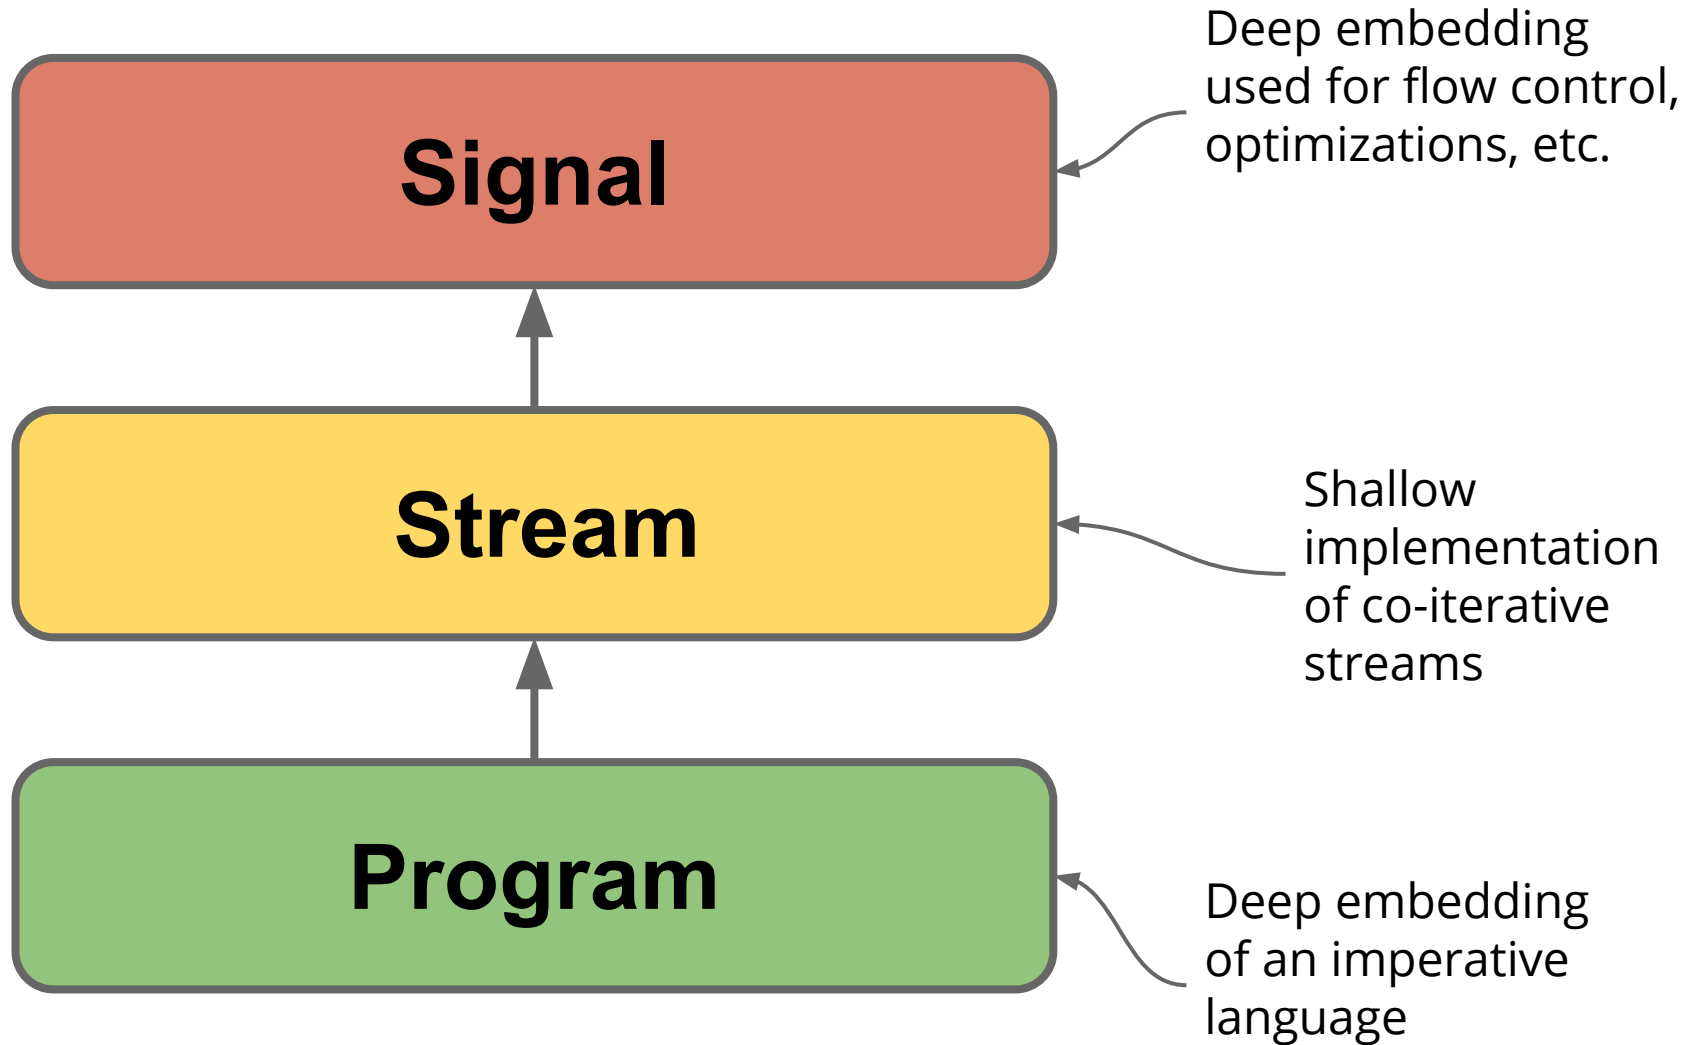 Deep embedding
used for flow control,
optimizations, etc.
Signal
Stream
Shallow
implementation
of co-iterative
streams
Program
Deep embedding
of an imperative
language